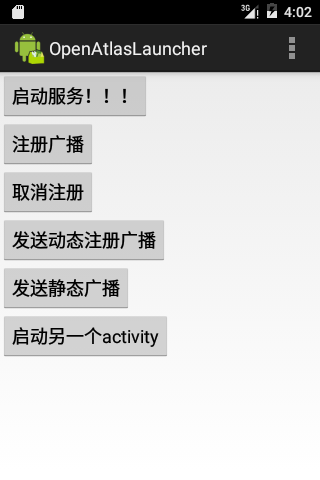 3G
4:02
OpenAtlasLauncher
启动服务！！！
注册广播
取消注册
发送动态注册广播
发送静态广播
启动另一个activity